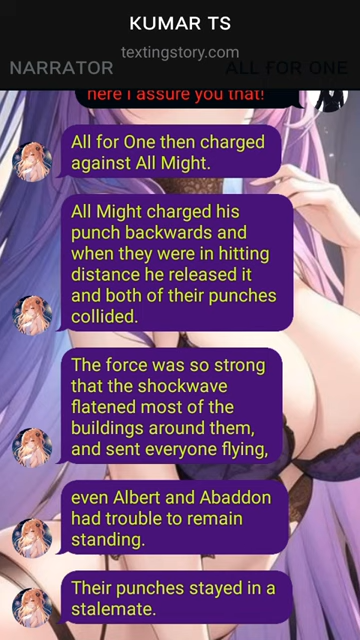 KUMAR TS
textingstory.com
NARRATOR
ALL FOR ONE
here I assure you that!
All for One then charged
against All Might.
All Might charged his
punch backwards and
when they were in hitting
distance he released it
and both of their punches
collided.
The force was so strong
that the shockwave
flatened most of the
buildings around them,
and sent everyone flying,
even Albert and Abaddon
had trouble to remain
standing.
Their punches stayed in a
stalemate.